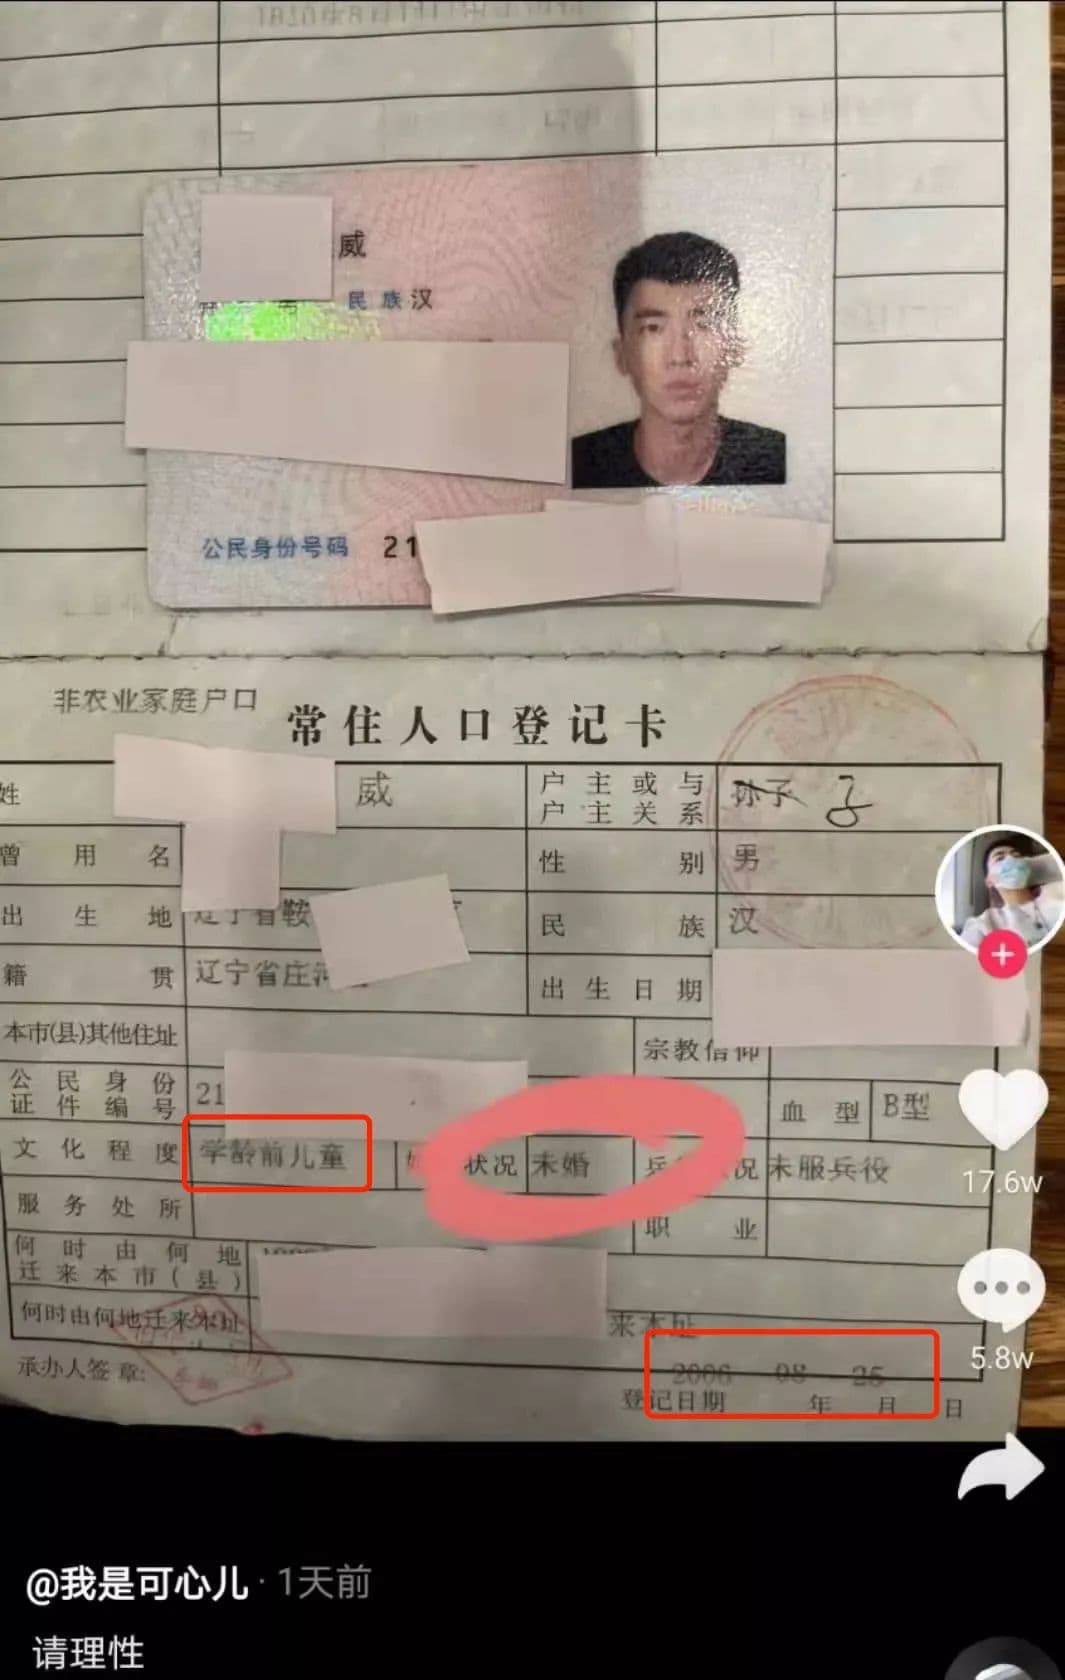 威
民族汉
公民身份号码 21
非农业家庭户口
常住人口登记卡
姓 威 户主或与户主关系 孙子 子
曾用名 性别 男
出生地 辽宁省鞍 民族 汉
籍贯 辽宁省庄河 出生日期
本市(县)其他住址 宗教信仰
公民身份证件编号 21 血型 B型
文化程度 学龄前儿童 状况 未婚 兵 况 未服兵役
服务处所 职业
何时由何地迁来本市(县)
何时由何地迁来本址 来本址
2006 08 25
承办人签章: 登记日期 年 月 日
17.6w
5.8w
@我是可心儿 · 1天前
请理性